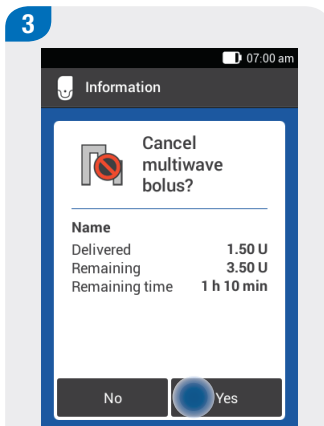 3
07:00 am
Information
Cancel
multiwave
bolus?
Name
Delivered 1.50 U
Remaining 3.50 U
Remaining time 1 h 10 min
No Yes